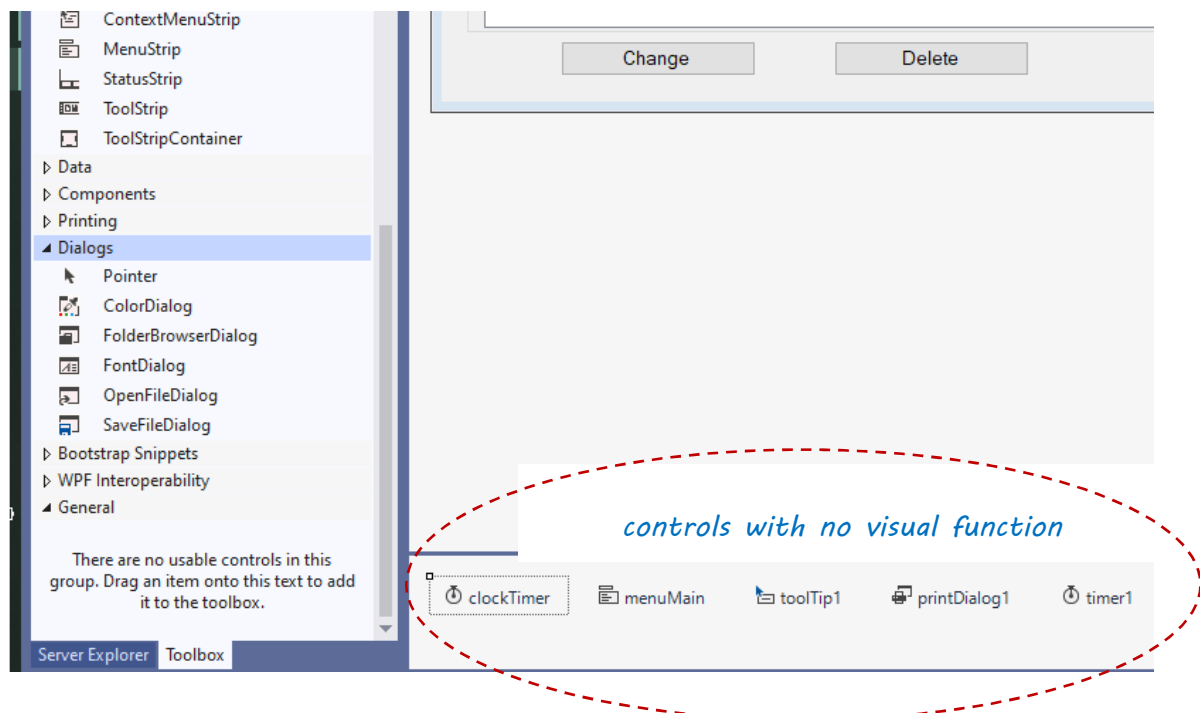 ContextMenuStrip
MenuStrip
StatusStrip
ToolStrip
ToolStripContainer
Data
Components
Printing
Dialogs
Pointer
ColorDialog
FolderBrowserDialog
FontDialog
OpenFileDialog
SaveFileDialog
Bootstrap Snippets
WPF Interoperability
General
There are no usable controls in this
group. Drag an item onto this text to add
it to the toolbox.
Server Explorer Toolbox
Change Delete
controls with no visual function
clockTimer menuMain toolTip1 printDialog1 timer1